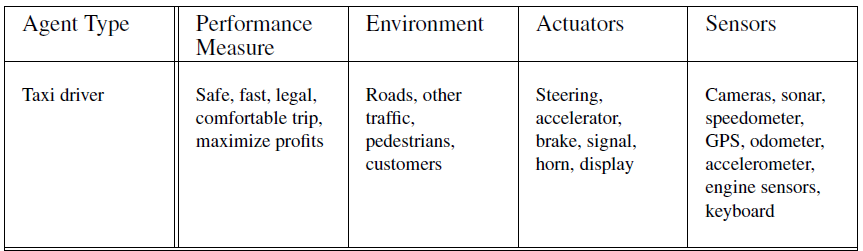 Agent Type
Performance
Measure
Environment
Actuators
Sensors
Taxi driver
Safe, fast, legal,
comfortable trip,
maximize profits
Roads, other
traffic,
pedestrians,
customers
Steering,
accelerator,
brake, signal,
horn, display
Cameras, sonar,
speedometer,
GPS, odometer,
accelerometer,
engine sensors,
keyboard